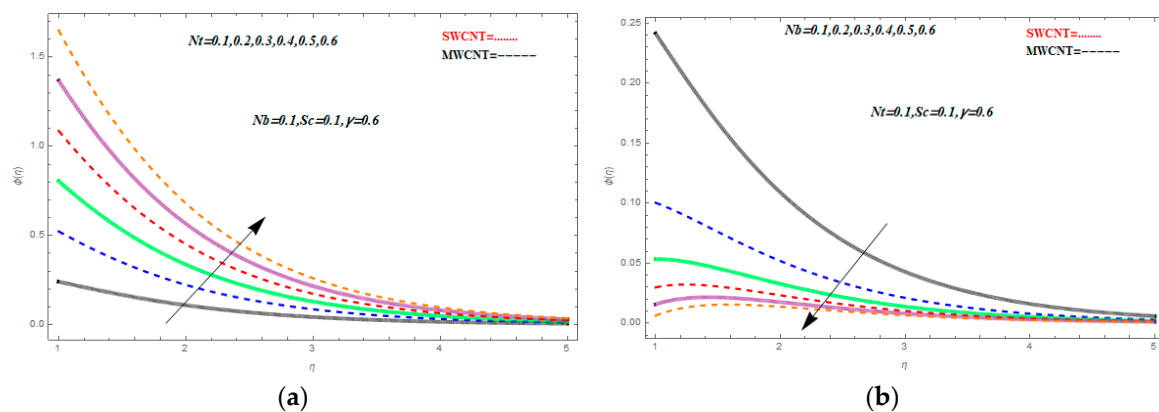 Nt=0.1,0.2,0.3,0.4,0.5,0.6
SWCNT=........
MWCNT=−−−−−
Nb=0.1,Sc=0.1,γ=0.6
ϕ(η)
1.5
1.0
0.5
0.0
1 2 3 4 5
η
(a)
Nb=0.1,0.2,0.3,0.4,0.5,0.6
SWCNT=........
MWCNT=−−−−−
Nt=0.1,Sc=0.1,γ=0.6
ϕ(η)
0.25
0.20
0.15
0.10
0.05
0.00
1 2 3 4 5
η
(b)